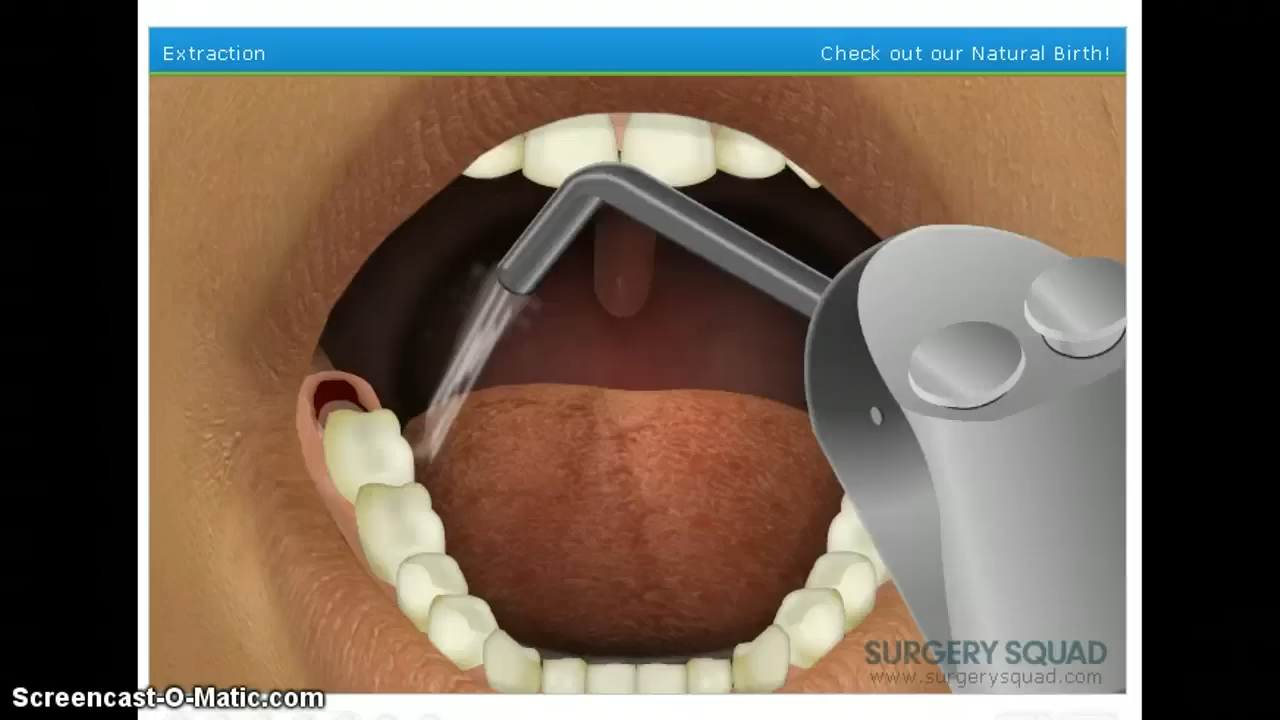 Extraction
Check out our Natural Birth!
SURGERY SQUAD
www.surgerysquad.com
Screencast-O-Matic.com